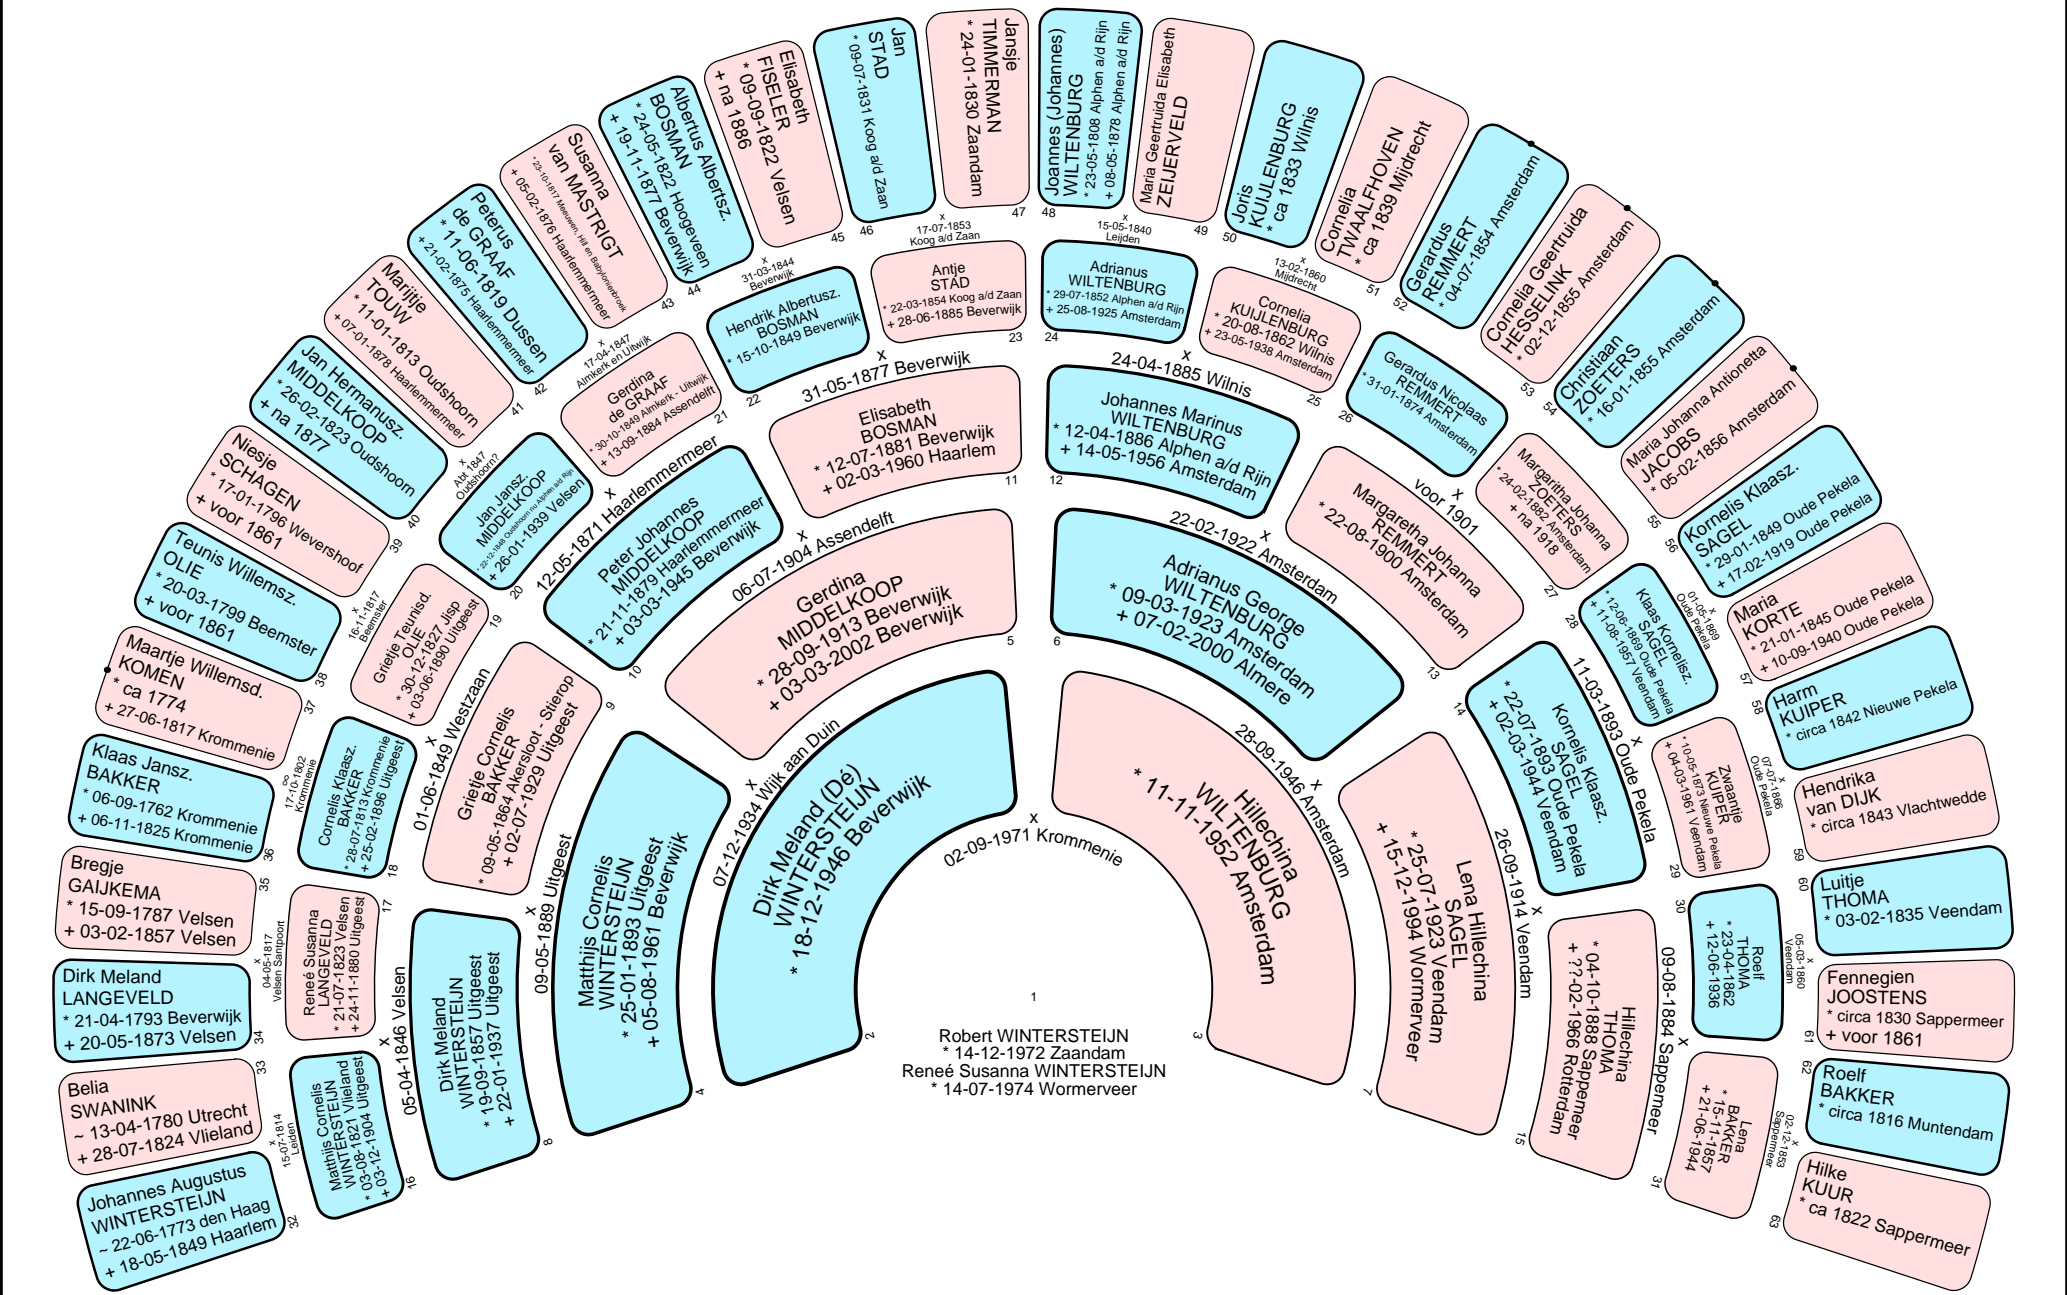 1
Robert WINTERSTEIJN
* 14-12-1972 Zaandam
Reneé Susanna WINTERSTEIJN
* 14-07-1974 Wormerveer
2
Dirk Meland (Dé)
WINTERSTEIJN
* 18-12-1946 Beverwijk
x
02-09-1971 Krommenie
3
Hillechina
WILTENBURG
* 11-11-1952 Amsterdam
4
Matthijs Cornelis
WINTERSTEIJN
* 25-01-1893 Uitgeest
+ 05-08-1961 Beverwijk
x
07-12-1934 Wijk aan Duin
5
Gerdina
MIDDELKOOP
* 28-09-1913 Beverwijk
+ 03-03-2002 Beverwijk
6
Adrianus George
WILTENBURG
* 09-03-1923 Amsterdam
+ 07-02-2000 Almere
x
28-09-1946 Amsterdam
7
Lena Hillechina
SAGEL
* 25-07-1923 Veendam
+ 15-12-1994 Wormerveer
8
Dirk Meland
WINTERSTEIJN
* 19-09-1857 Uitgeest
+ 22-01-1937 Uitgeest
x
09-05-1889 Uitgeest
9
Grietje Cornelis
BAKKER
* 09-05-1864 Akersloot - Stierop
+ 02-07-1929 Uitgeest
10
Peter Johannes
MIDDELKOOP
* 21-11-1879 Haarlemmermeer
+ 03-03-1945 Beverwijk
x
06-07-1904 Assendelft
11
Elisabeth
BOSMAN
* 12-07-1881 Beverwijk
+ 02-03-1960 Haarlem
12
Johannes Marinus
WILTENBURG
* 12-04-1886 Alphen a/d Rijn
+ 14-05-1956 Amsterdam
x
22-02-1922 Amsterdam
13
Margaretha Johanna
REMMERT
* 22-08-1900 Amsterdam
14
Kornelis Klaasz.
SAGEL
* 22-07-1893 Oude Pekela
+ 02-03-1944 Veendam
x
26-09-1914 Veendam
15
Hillechina
THOMA
* 04-10-1888 Sappemeer
+ ??-02-1966 Rotterdam
16
Matthijs Cornelis
WINTERSTEIJN
* 03-08-1821 Vlieland
+ 03-12-1904 Uitgeest
x
05-04-1846 Velsen
17
Reneé Susanna
LANGEVELD
* 21-07-1823 Velsen
+ 24-11-1880 Uitgeest
18
Cornelis Klaasz.
BAKKER
* 28-07-1813 Krommenie
+ 25-02-1896 Uitgeest
x
01-06-1849 Westzaan
19
Grietje Teunisd.
OLIE
* 30-12-1827 Jisp
+ 03-06-1890 Uitgeest
20
Jan Jansz.
MIDDELKOOP
* 22-12-1848 Oudshoorn nu Alphen a/d Rijn
+ 26-01-1939 Velsen
x
12-05-1871 Haarlemmermeer
21
Gerdina
de GRAAF
* 30-10-1849 Almkerk - Uitwijk
+ 13-09-1884 Assendelft
22
Hendrik Albertusz.
BOSMAN
* 15-10-1849 Beverwijk
x
31-05-1877 Beverwijk
23
Antje
STAD
* 22-03-1854 Koog a/d Zaan
+ 28-06-1885 Beverwijk
24
Adrianus
WILTENBURG
* 29-07-1852 Alphen a/d Rijn
+ 25-08-1925 Amsterdam
x
24-04-1885 Wilnis
25
Cornelia
KUIJLENBURG
* 20-08-1862 Wilnis
+ 23-05-1938 Amsterdam
26
Gerardus Nicolaas
REMMERT
* 31-01-1874 Amsterdam
x
voor 1901
27
Margaritha Johanna
ZOETERS
* 24-02-1882 Amsterdam
+ na 1918
28
Klaas Kornelisz.
SAGEL
* 12-06-1869 Oude Pekela
+ 11-08-1957 Veendam
x
11-03-1893 Oude Pekela
29
Zwaantje
KUIPER
* 10-05-1873 Nieuwe Pekela
+ 04-03-1961 Veendam
30
Roelf
THOMA
* 23-04-1862
+ 12-06-1936
x
09-08-1884 Sappemeer
31
Lena
BAKKER
* 15-11-1857
+ 21-06-1944
32
Johannes Augustus
WINTERSTEIJN
~ 22-06-1773 den Haag
+ 18-05-1849 Haarlem
x
15-07-1814
Leiden
33
Belia
SWANINK
~ 13-04-1780 Utrecht
+ 28-07-1824 Vlieland
34
Dirk Meland
LANGEVELD
* 21-04-1793 Beverwijk
+ 20-05-1873 Velsen
x
04-05-1817
Velsen Santpoort
35
Bregje
GAIJKEMA
* 15-09-1787 Velsen
+ 03-02-1857 Velsen
36
Klaas Jansz.
BAKKER
* 06-09-1762 Krommenie
+ 06-11-1825 Krommenie
∞
17-10-1802
Krommenie
37
Maartje Willemsd.
KOMEN
* ca 1774
+ 27-06-1817 Krommenie
38
Teunis Willemsz.
OLIE
* 20-03-1799 Beemster
+ voor 1861
x
16-11-1817
Beemster
39
Niesje
SCHAGEN
* 17-01-1796 Wevershoof
+ voor 1861
40
Jan Hermanusz.
MIDDELKOOP
* 26-02-1823 Oudshoorn
+ na 1877
x
Abt 1847
Oudshoorn?
41
Marijtje
TOUW
* 11-01-1813 Oudshoorn
+ 07-01-1878 Haarlemmermeer
42
Peterus
de GRAAF
* 11-06-1819 Dussen
+ 21-02-1875 Haarlemmermeer
x
17-04-1847
Almkerk en Uitwijk
43
Susanna
van MASTRIGT
* 23-10-1817 Meeuwen, Hill en Babyloniënbroek
+ 05-02-1876 Haarlemmermeer
44
Albertus Albertsz.
BOSMAN
* 24-05-1822 Hoogeveen
+ 19-11-1877 Beverwijk
x
31-03-1844
Beverwijk
45
Elisabeth
FISELER
* 09-09-1822 Velsen
+ na 1886
46
Jan
STAD
* 09-07-1831 Koog a/d Zaan
x
17-07-1853
Koog a/d Zaan
47
Jansje
TIMMERMAN
* 24-01-1830 Zaandam
48
Joannes (Johannes)
WILTENBURG
* 23-05-1808 Alphen a/d Rijn
+ 08-05-1878 Alphen a/d Rijn
x
15-05-1840
Leijden
49
Maria Geertruida Elisabeth
ZEIJERVELD
50
Joris
KUIJLENBURG
* ca 1833 Wilnis
x
13-02-1860
Mijdrecht
51
Cornelia
TWAALFHOVEN
* ca 1839 Mijdrecht
52
Gerardus
REMMERT
* 04-07-1854 Amsterdam
53
Cornelia Geertruida
HESSELINK
* 02-12-1855 Amsterdam
54
Christiaan
ZOETERS
* 16-01-1855 Amsterdam
55
Maria Johanna Antionetta
JACOBS
* 05-02-1856 Amsterdam
56
Kornelis Klaasz.
SAGEL
* 29-01-1849 Oude Pekela
+ 17-02-1919 Oude Pekela
x
01-05-1869
Oude Pekela
57
Maria
KORTE
* 21-01-1845 Oude Pekela
+ 10-09-1940 Oude Pekela
58
Harm
KUIPER
* circa 1842 Nieuwe Pekela
x
07-07-1866
Oude Pekela
59
Hendrika
van DIJK
* circa 1843 Vlachtwedde
60
Luitje
THOMA
* 03-02-1835 Veendam
x
05-03-1860
Veendam
61
Fennegien
JOOSTENS
* circa 1830 Sappermeer
+ voor 1861
62
Roelf
BAKKER
* circa 1816 Muntendam
x
02-12-1853
Sappemeer
63
Hilke
KUUR
* ca 1822 Sappermeer